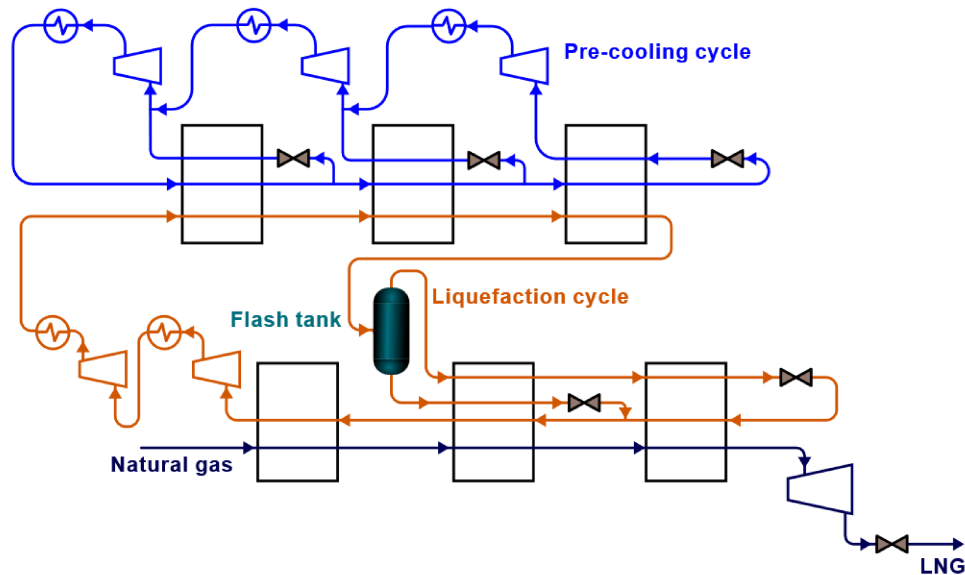 Pre-cooling cycle
Liquefaction cycle
Flash tank
Natural gas
LNG